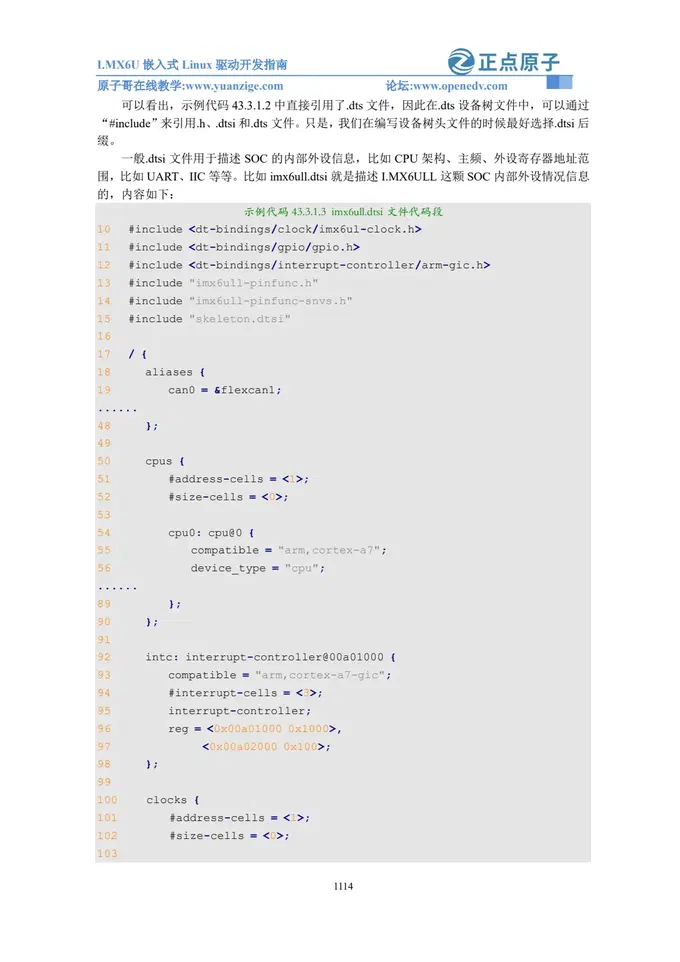 I.MX6U 嵌入式 Linux 驱动开发指南
正点原子
原子哥在线教学:www.yuanzige.com 论坛:www.openedv.com
可以看出，示例代码 43.3.1.2 中直接引用了.dts 文件，因此在.dts 设备树文件中，可以通过
“#include”来引用.h、.dtsi 和.dts 文件。只是，我们在编写设备树头文件的时候最好选择.dtsi 后
缀。
一般.dtsi 文件用于描述 SOC 的内部外设信息，比如 CPU 架构、主频、外设寄存器地址范
围，比如 UART、IIC 等等。比如 imx6ull.dtsi 就是描述 I.MX6ULL 这颗 SOC 内部外设情况信息
的，内容如下：
示例代码 43.3.1.3 imx6ull.dtsi 文件代码段
10 #include <dt-bindings/clock/imx6ul-clock.h>
11 #include <dt-bindings/gpio/gpio.h>
12 #include <dt-bindings/interrupt-controller/arm-gic.h>
13 #include "imx6ull-pinfunc.h"
14 #include "imx6ull-pinfunc-snvs.h"
15 #include "skeleton.dtsi"
16
17 / {
18 aliases {
19 can0 = &flexcan1;
......
48 };
49
50 cpus {
51 #address-cells = <1>;
52 #size-cells = <0>;
53
54 cpu0: cpu@0 {
55 compatible = "arm,cortex-a7";
56 device_type = "cpu";
......
89 };
90 };
91
92 intc: interrupt-controller@00a01000 {
93 compatible = "arm,cortex-a7-gic";
94 #interrupt-cells = <3>;
95 interrupt-controller;
96 reg = <0x00a01000 0x1000>,
97 <0x00a02000 0x100>;
98 };
99
100 clocks {
101 #address-cells = <1>;
102 #size-cells = <0>;
103
1114